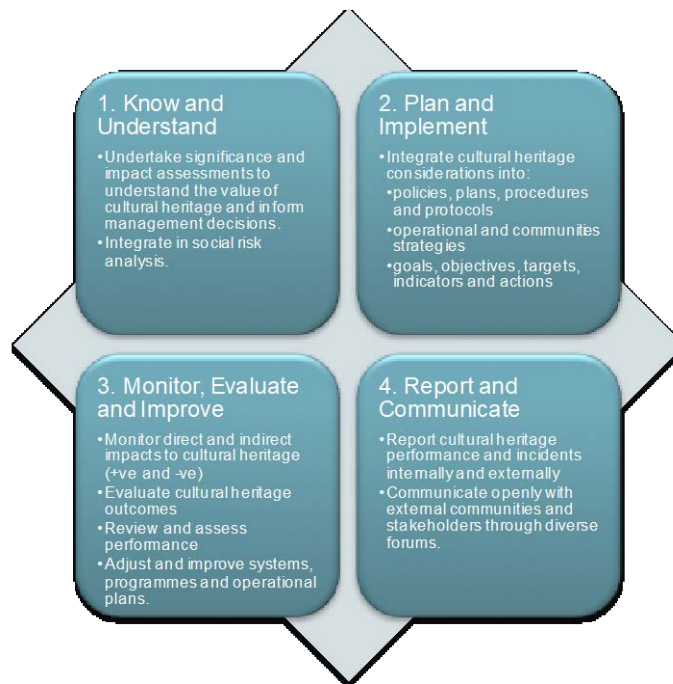 1. Know and
Understand
•Undertake significance and
impact assessments to
understand the value of
cultural heritage and inform
management decisions.
•Integrate in social risk
analysis.
2. Plan and
Implement
•Integrate cultural heritage
considerations into:
•policies, plans, procedures
and protocols
•operational and communities
strategies
•goals, objectives, targets,
indicators and actions
3. Monitor, Evaluate
and Improve
•Monitor direct and indirect
impacts to cultural heritage
(+ve and -ve)
•Evaluate cultural heritage
outcomes
•Review and assess
performance
•Adjust and improve systems,
programmes and operational
plans.
4. Report and
Communicate
•Report cultural heritage
performance and incidents
internally and externally
•Communicate openly with
external communities and
stakeholders through diverse
forums.